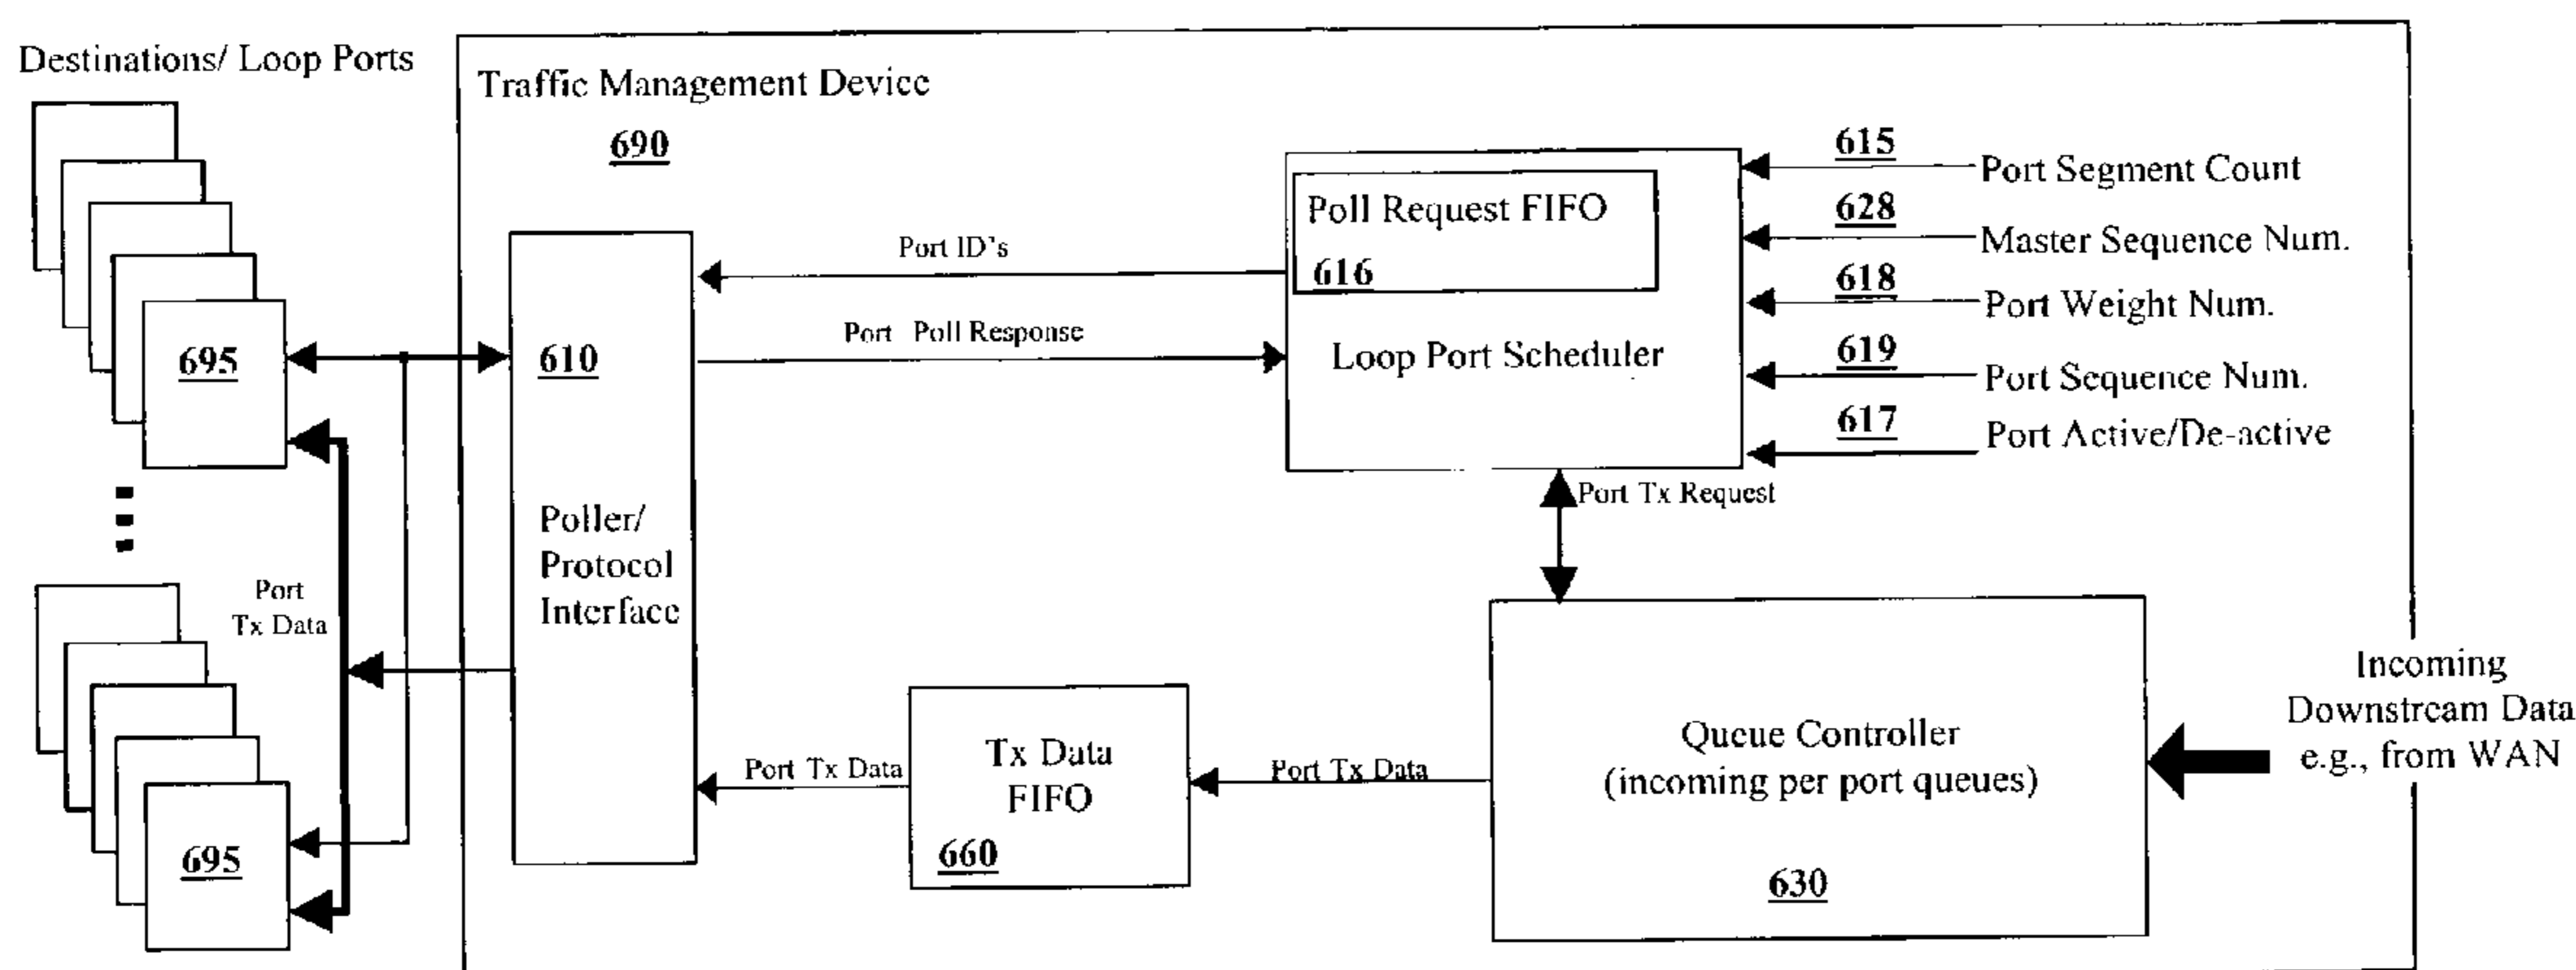 Destinations/ Loop Ports
Traffic Management Device
690
695
Port
Tx Data
695
610
Poller/
Protocol
Interface
Port ID's
Port Poll Response
Poll Request FIFO
616
Loop Port Scheduler
615
Port Segment Count
628
Master Sequence Num.
618
Port Weight Num.
619
Port Sequence Num.
617
Port Active/De-active
Port Tx Request
Port Tx Data
Tx Data
FIFO
660
Port Tx Data
Queue Controller
(incoming per port queues)
630
Incoming
Downstream Data
e.g., from WAN